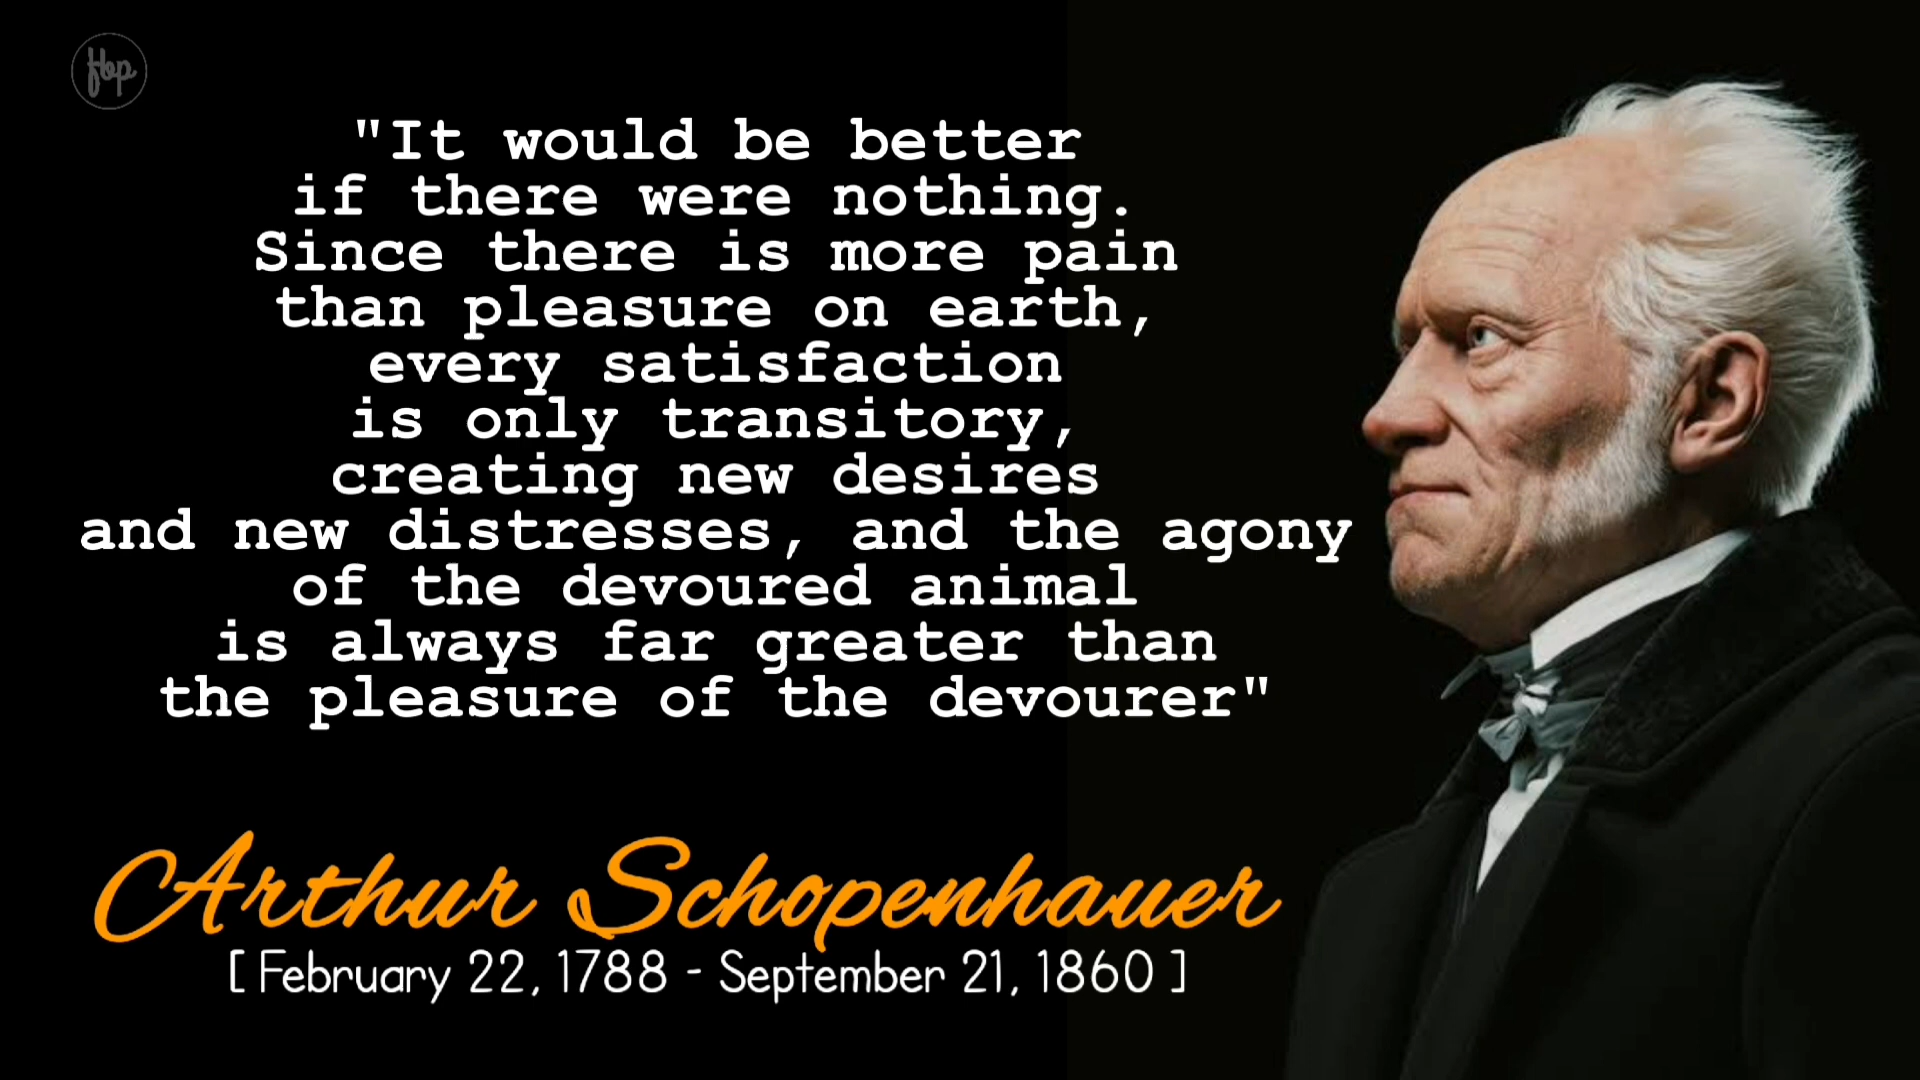 fbp
"It would be better
if there were nothing.
Since there is more pain
than pleasure on earth,
every satisfaction
is only transitory,
creating new desires
and new distresses, and the agony
of the devoured animal
is always far greater than
the pleasure of the devourer"
Arthur Schopenhauer
[ February 22, 1788 - September 21, 1860 ]